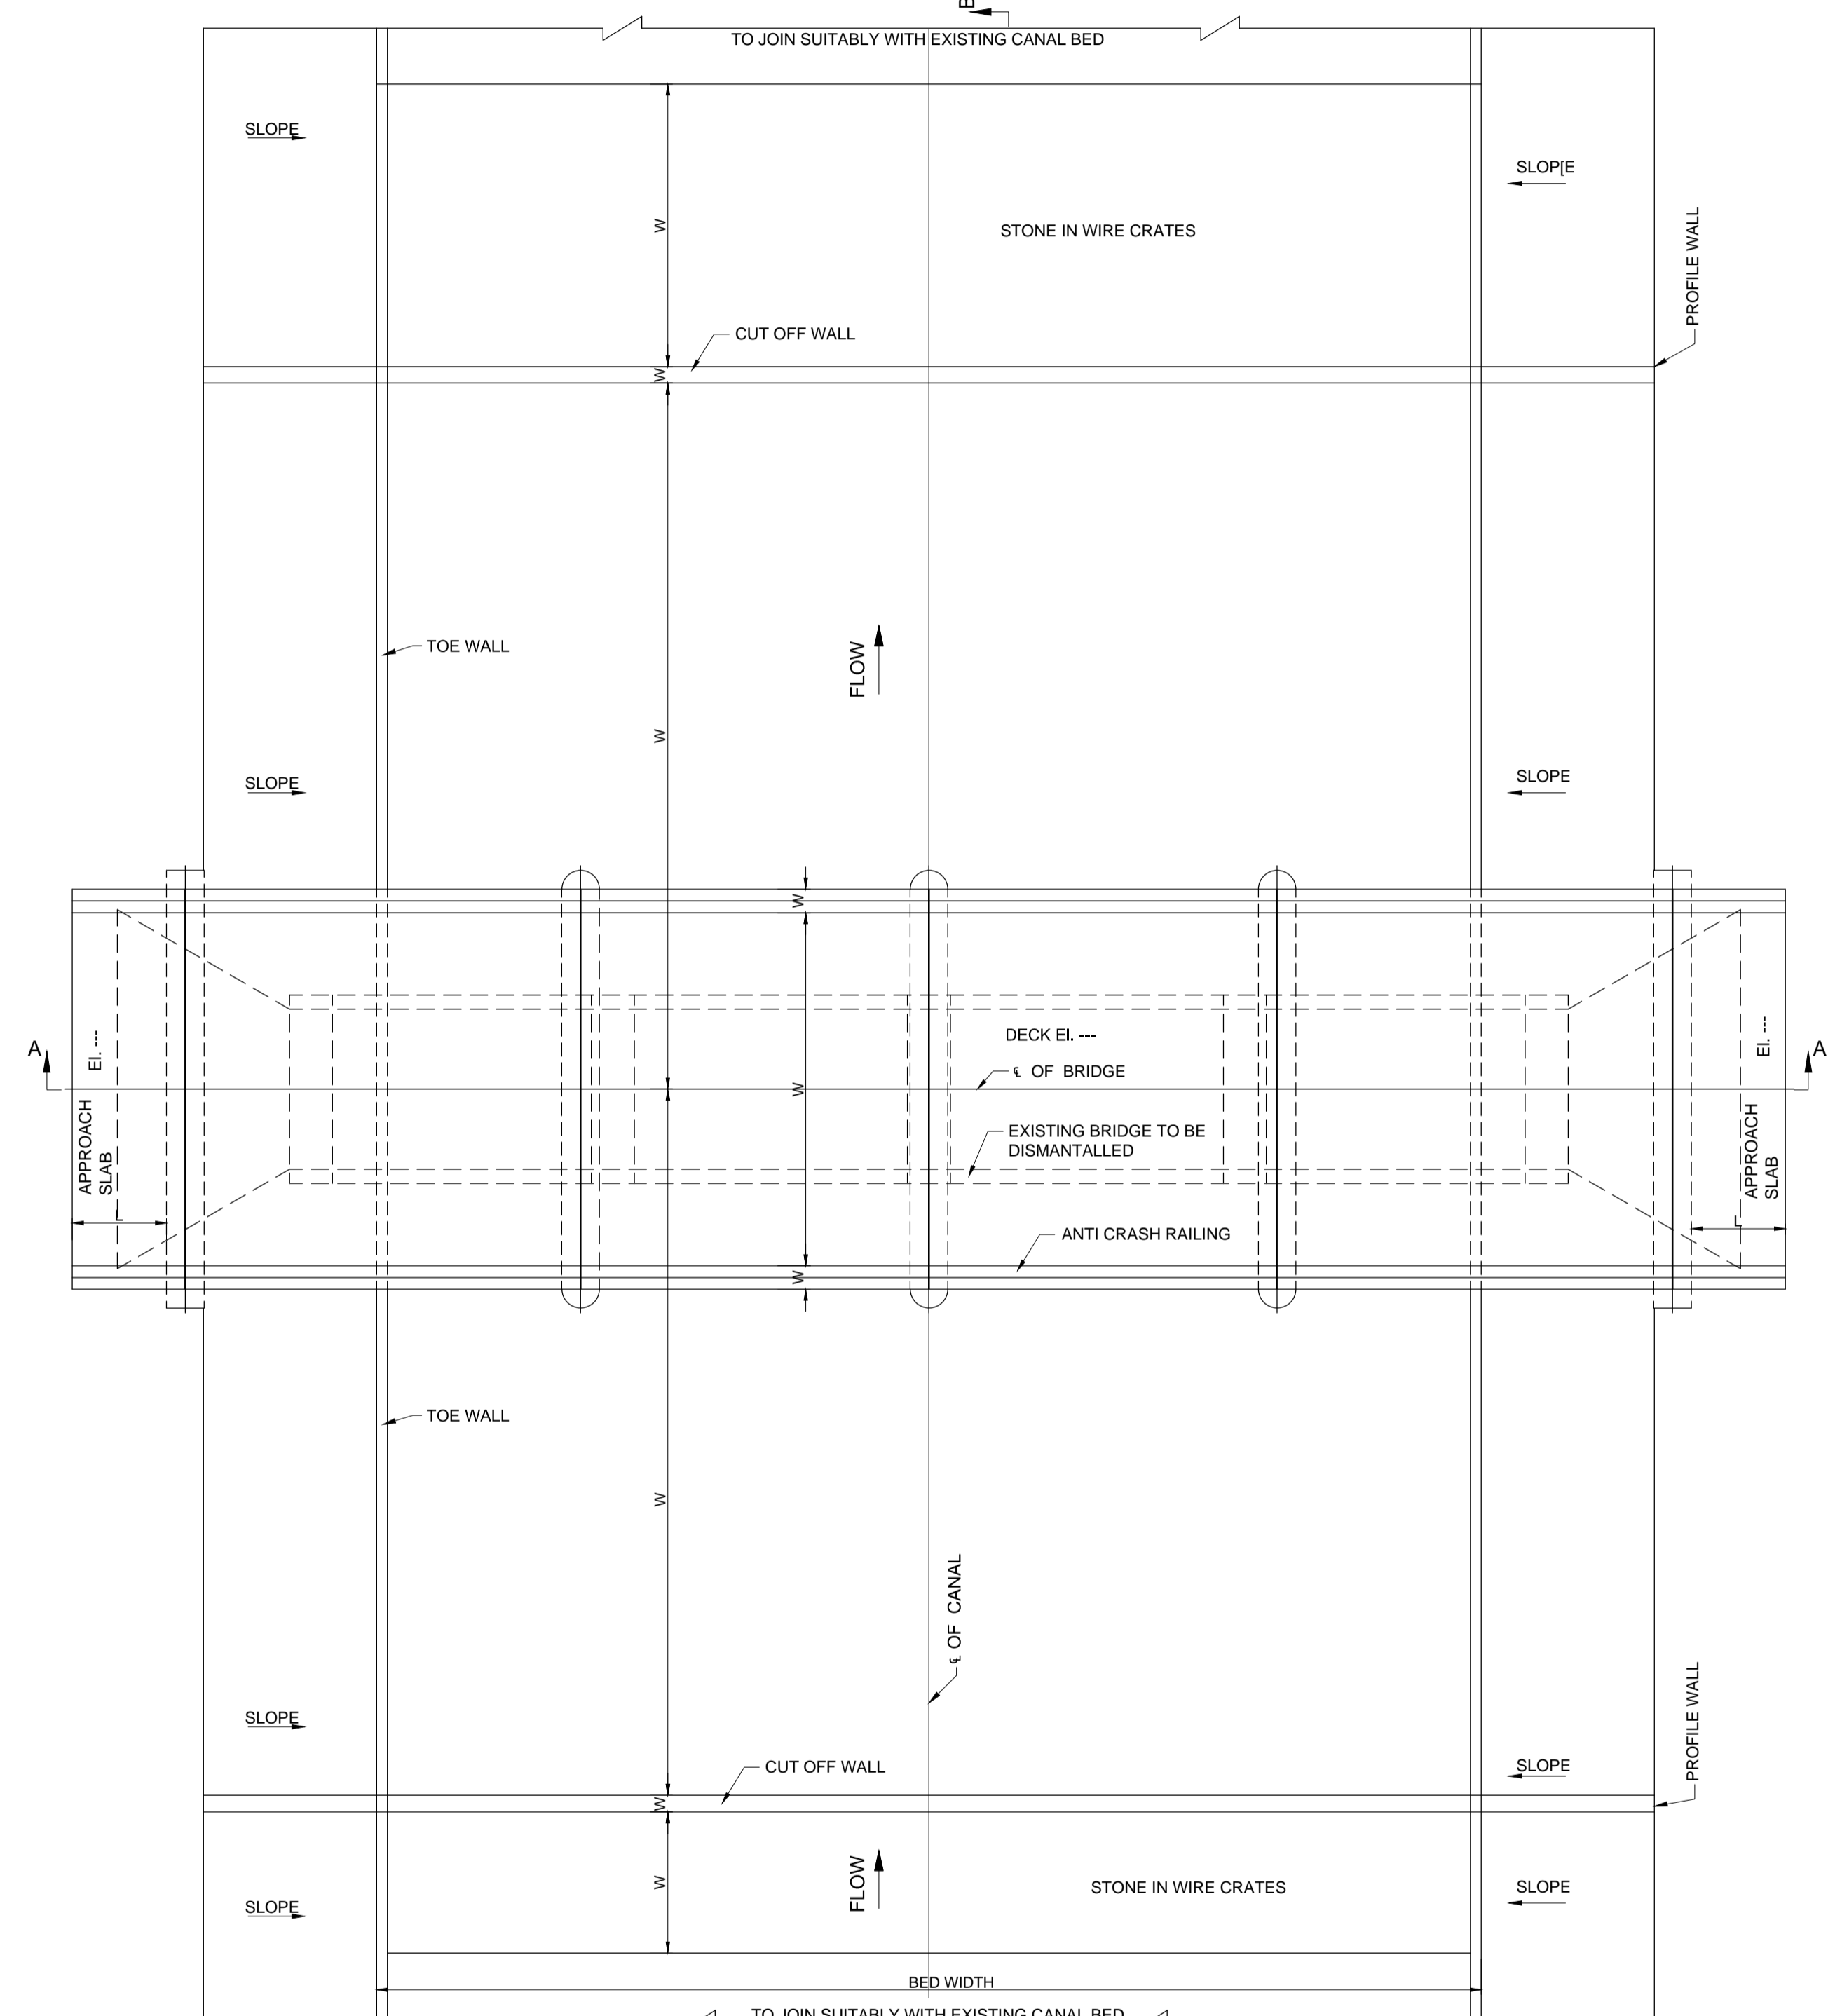 B
TO JOIN SUITABLY WITH EXISTING CANAL BED
SLOPE
SLOP[E
W
STONE IN WIRE CRATES
PROFILE WALL
CUT OFF WALL
W
TOE WALL
FLOW
W
SLOPE
SLOPE
W
DECK El. ---
A
El. ---
El. ---
A
℄ OF BRIDGE
W
APPROACH
SLAB
EXISTING BRIDGE TO BE
DISMANTALLED
APPROACH
SLAB
L
L
ANTI CRASH RAILING
W
TOE WALL
W
℄ OF CANAL
SLOPE
PROFILE WALL
CUT OFF WALL
SLOPE
W
FLOW
W
STONE IN WIRE CRATES
SLOPE
SLOPE
BED WIDTH
TO JOIN SUITABLY WITH EXISTING CANAL BED